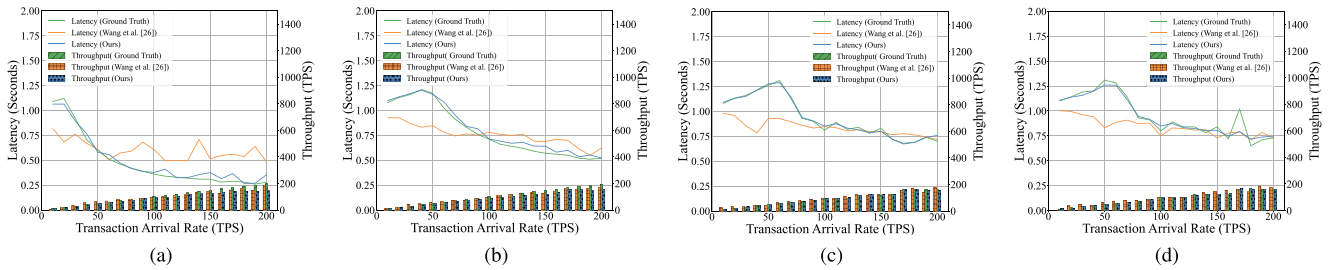 2.00
1.75
1.50
1.25
1.00
0.75
0.50
0.25
0.00
Latency (Seconds)
Latency (Ground Truth)
Latency (Wang et al. [26])
Latency (Ours)
Throughput( Ground Truth)
Throughput (Wang et al. [26])
Throughput (Ours)
1400
1200
1000
800
600
400
200
0
Throughput (TPS)
0 50 100 150 200
Transaction Arrival Rate (TPS)
(a)
2.00
1.75
1.50
1.25
1.00
0.75
0.50
0.25
0.00
Latency (Seconds)
Latency (Ground Truth)
Latency (Wang et al. [26])
Latency (Ours)
Throughput( Ground Truth)
Throughput (Wang et al. [26])
Throughput (Ours)
1400
1200
1000
800
600
400
200
0
Throughput (TPS)
0 50 100 150 200
Transaction Arrival Rate (TPS)
(b)
2.00
1.75
1.50
1.25
1.00
0.75
0.50
0.25
0.00
Latency (Seconds)
Latency (Ground Truth)
Latency (Wang et al. [26])
Latency (Ours)
Throughput( Ground Truth)
Throughput (Wang et al. [26])
Throughput (Ours)
1400
1200
1000
800
600
400
200
0
Throughput (TPS)
0 50 100 150 200
Transaction Arrival Rate (TPS)
(c)
2.00
1.75
1.50
1.25
1.00
0.75
0.50
0.25
0.00
Latency (Seconds)
Latency (Ground Truth)
Latency (Wang et al. [26])
Latency (Ours)
Throughput( Ground Truth)
Throughput (Wang et al. [26])
Throughput (Ours)
1400
1200
1000
800
600
400
200
0
Throughput (TPS)
0 50 100 150 200
Transaction Arrival Rate (TPS)
(d)